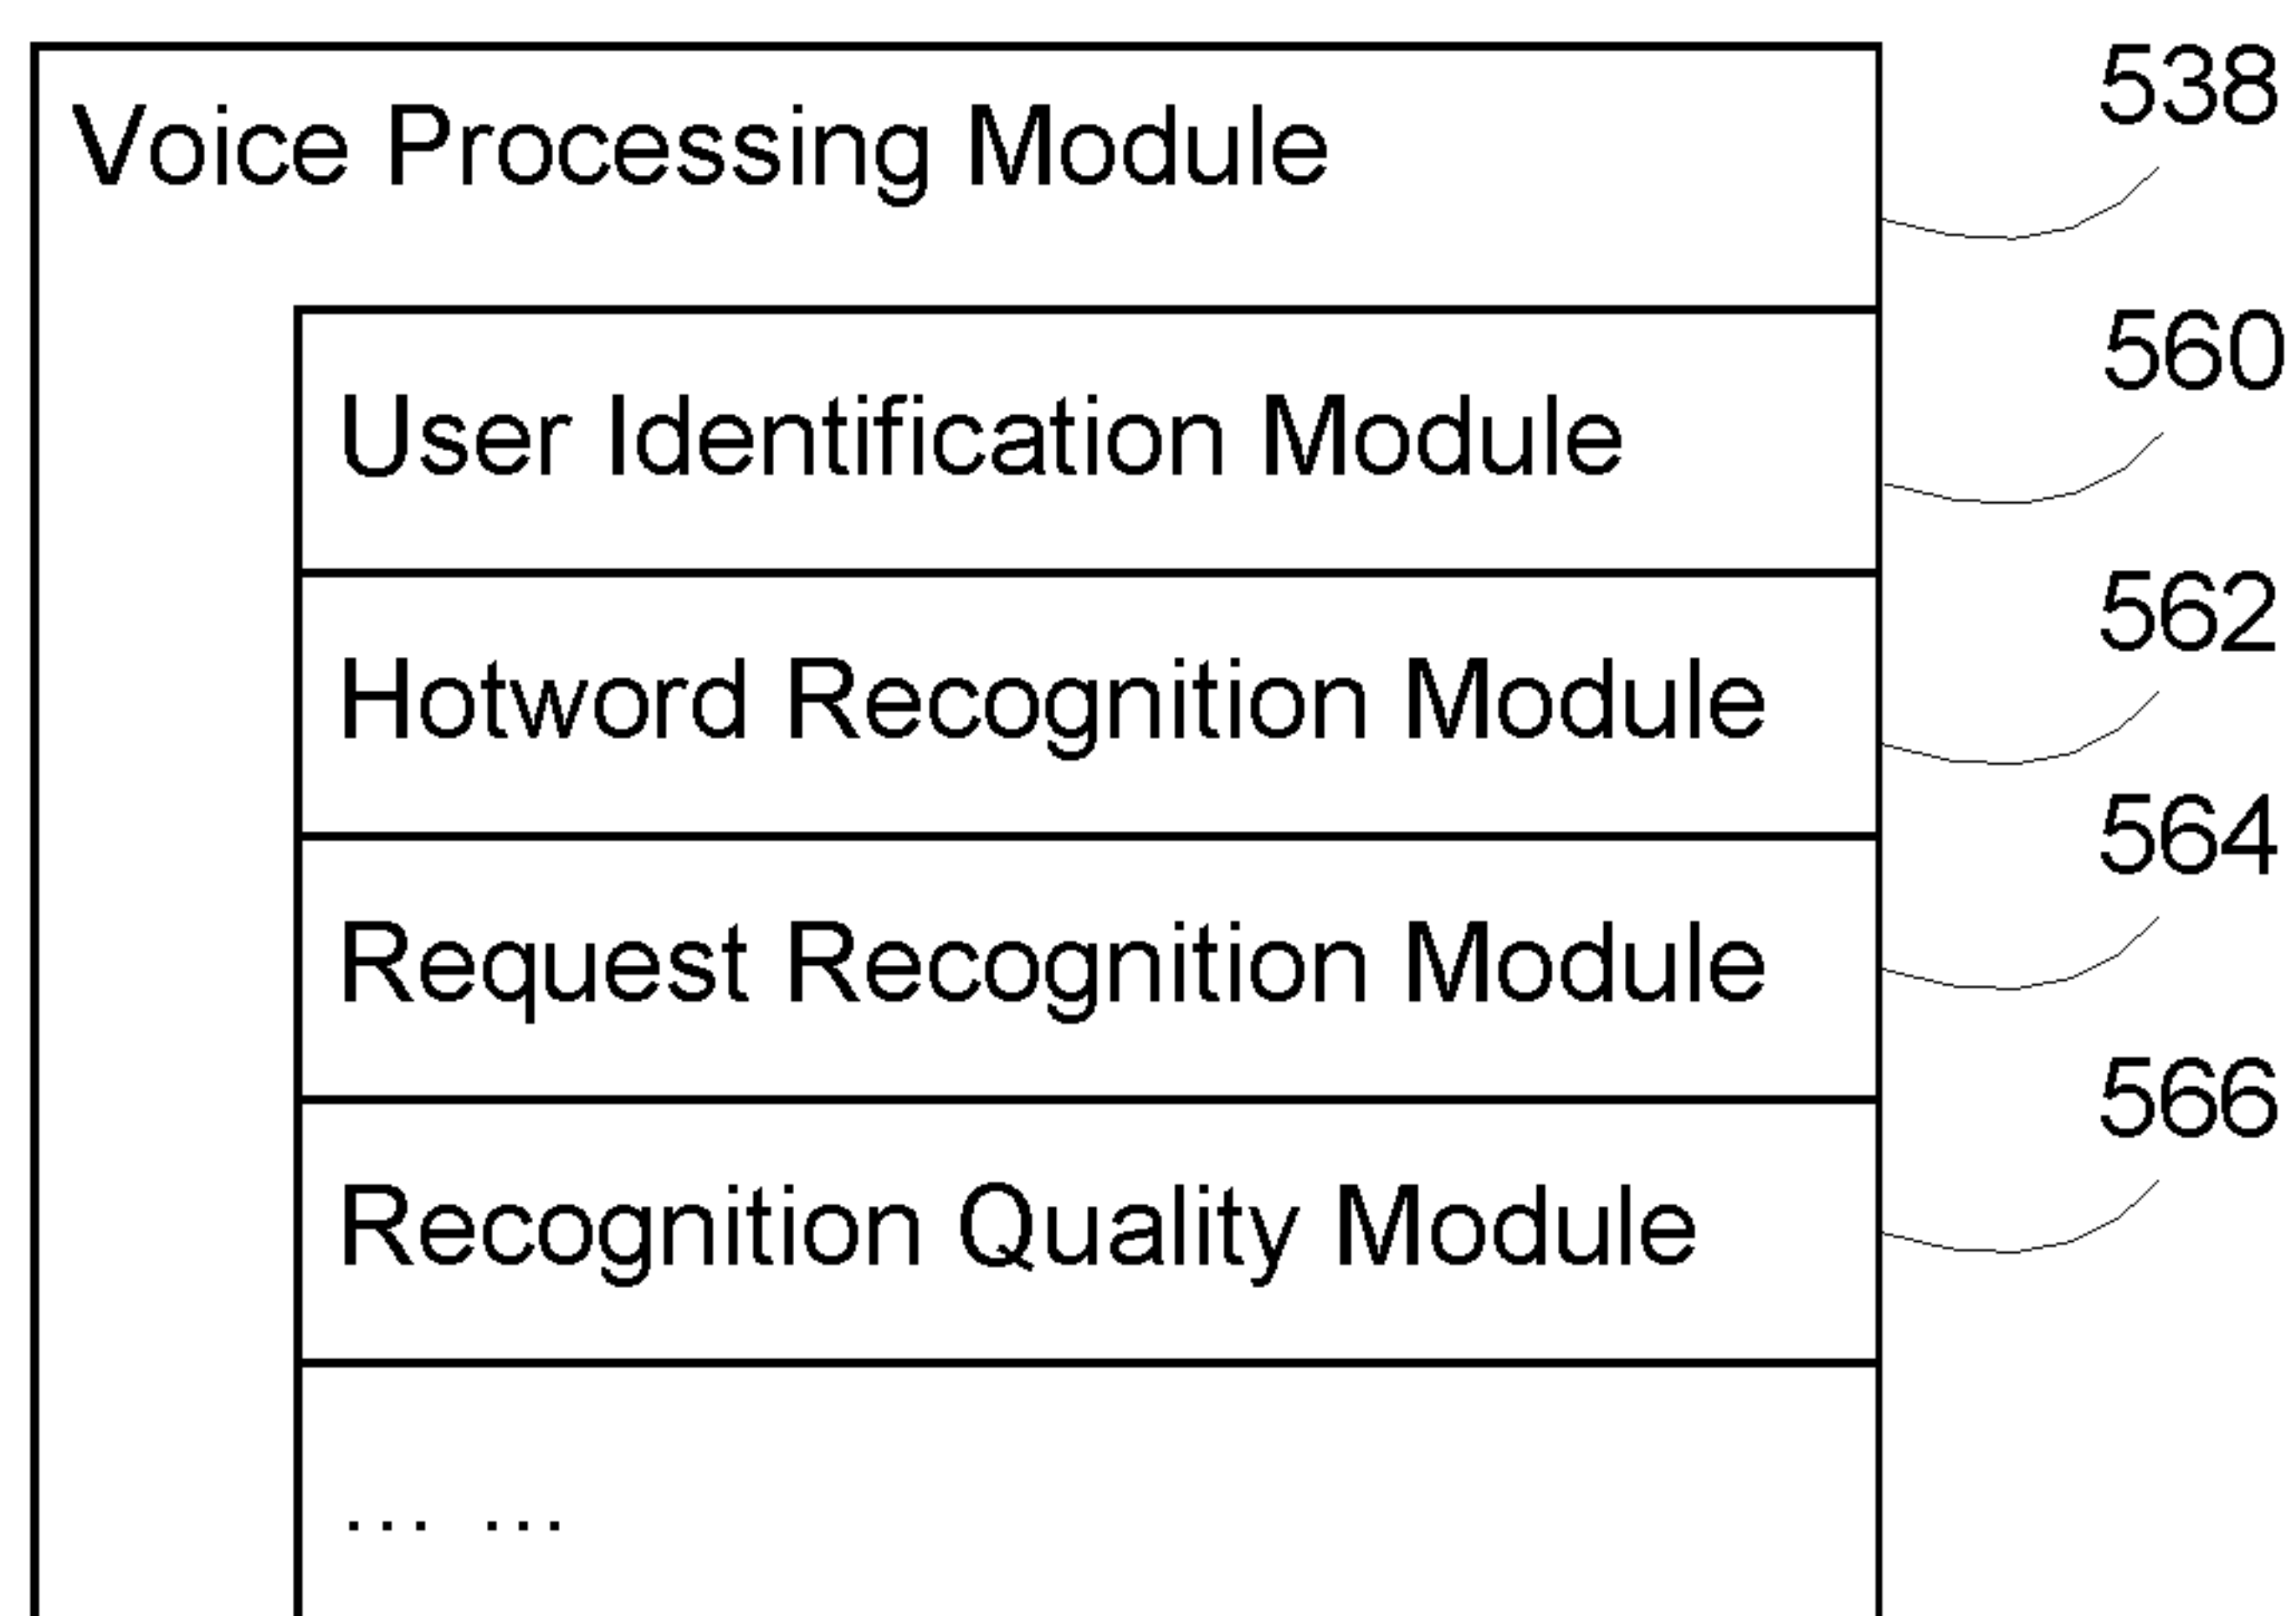 Voice Processing Module
538
User Identification Module
560
Hotword Recognition Module
562
Request Recognition Module
564
Recognition Quality Module
566
... ...